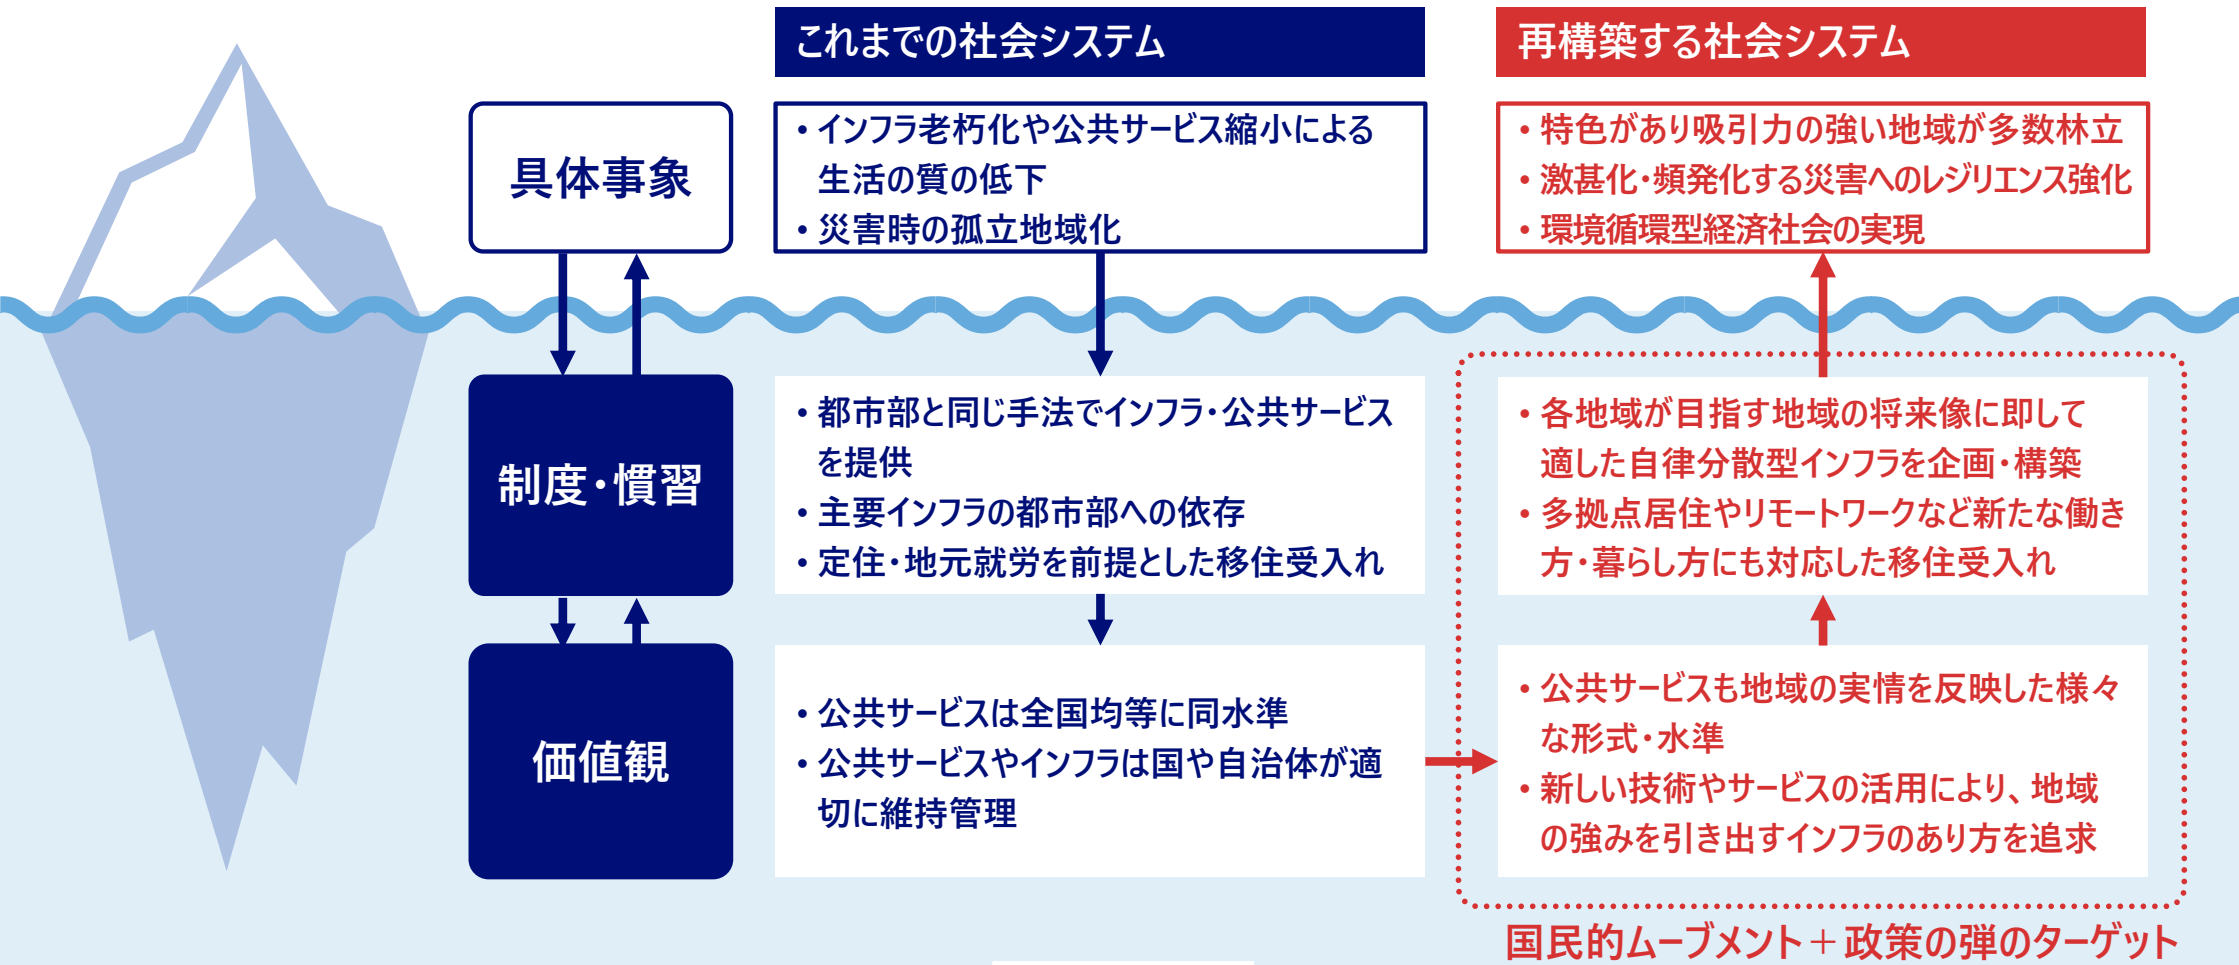 これまでの社会システム
再構築する社会システム
具体事象
・インフラ老朽化や公共サービス縮小による
生活の質の低下
・災害時の孤立地域化
・特色があり吸引力の強い地域が多数林立
・激甚化・頻発化する災害へのレジリエンス強化
・環境循環型経済社会の実現
制度・慣習
・都市部と同じ手法でインフラ・公共サービス
を提供
・主要インフラの都市部への依存
・定住・地元就労を前提とした移住受入れ
・各地域が目指す地域の将来像に即して
適した自律分散型インフラを企画・構築
・多拠点居住やリモートワークなど新たな働き
方・暮らし方にも対応した移住受入れ
価値観
・公共サービスは全国均等に同水準
・公共サービスやインフラは国や自治体が適
切に維持管理
・公共サービスも地域の実情を反映した様々
な形式・水準
・新しい技術やサービスの活用により、地域
の強みを引き出すインフラのあり方を追求
国民的ムーブメント＋政策の弾のターゲット